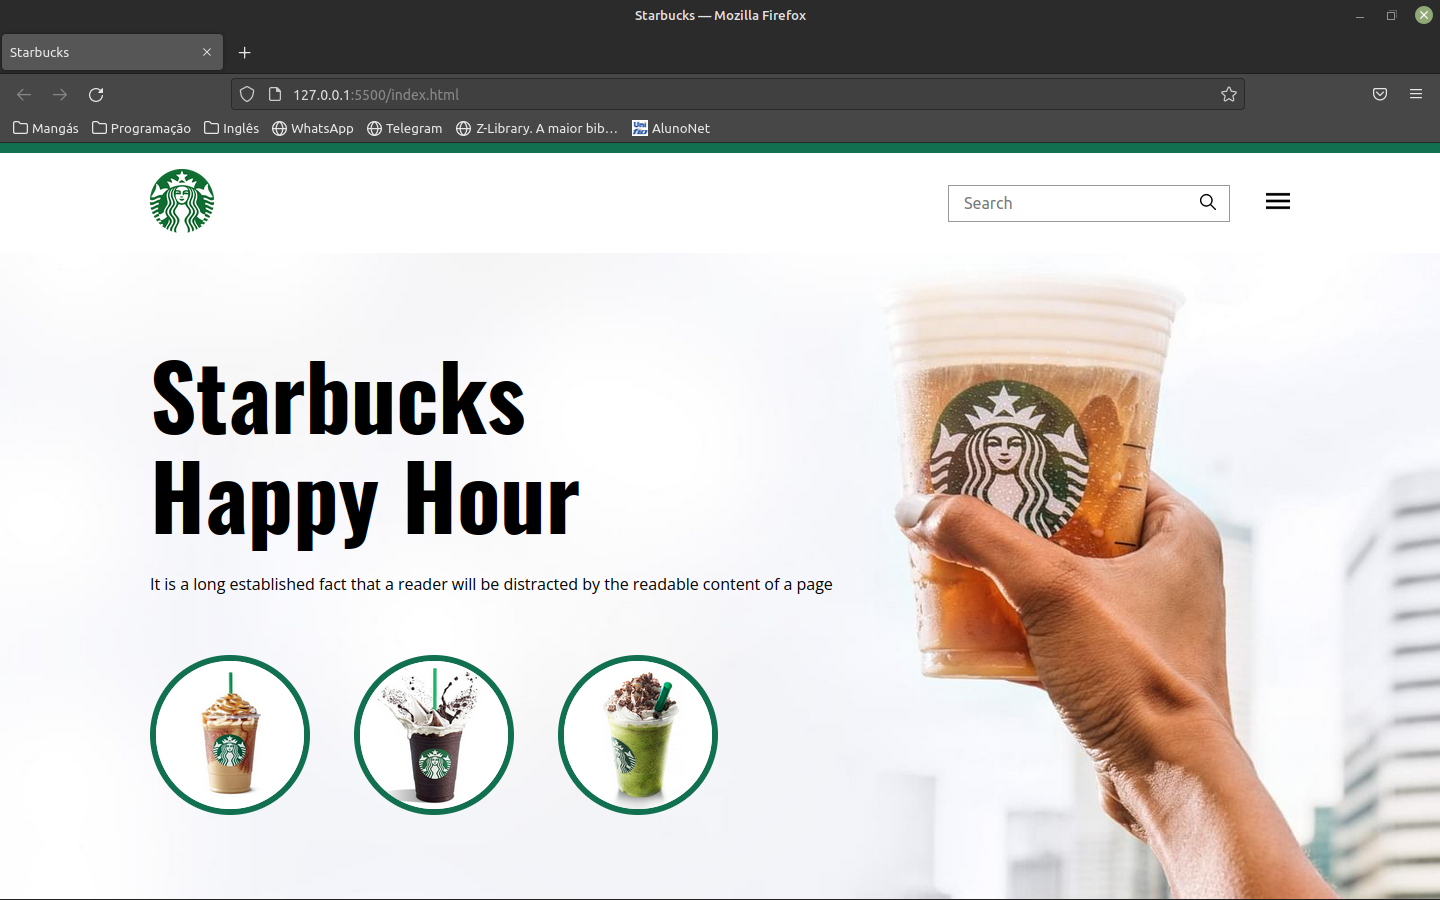 Starbucks — Mozilla Firefox
Starbucks
127.0.0.1:5500/index.html
Mangás Programação Inglês WhatsApp Telegram Z-Library. A maior bib… AlunoNet
Search
Starbucks
Happy Hour
It is a long established fact that a reader will be distracted by the readable content of a page